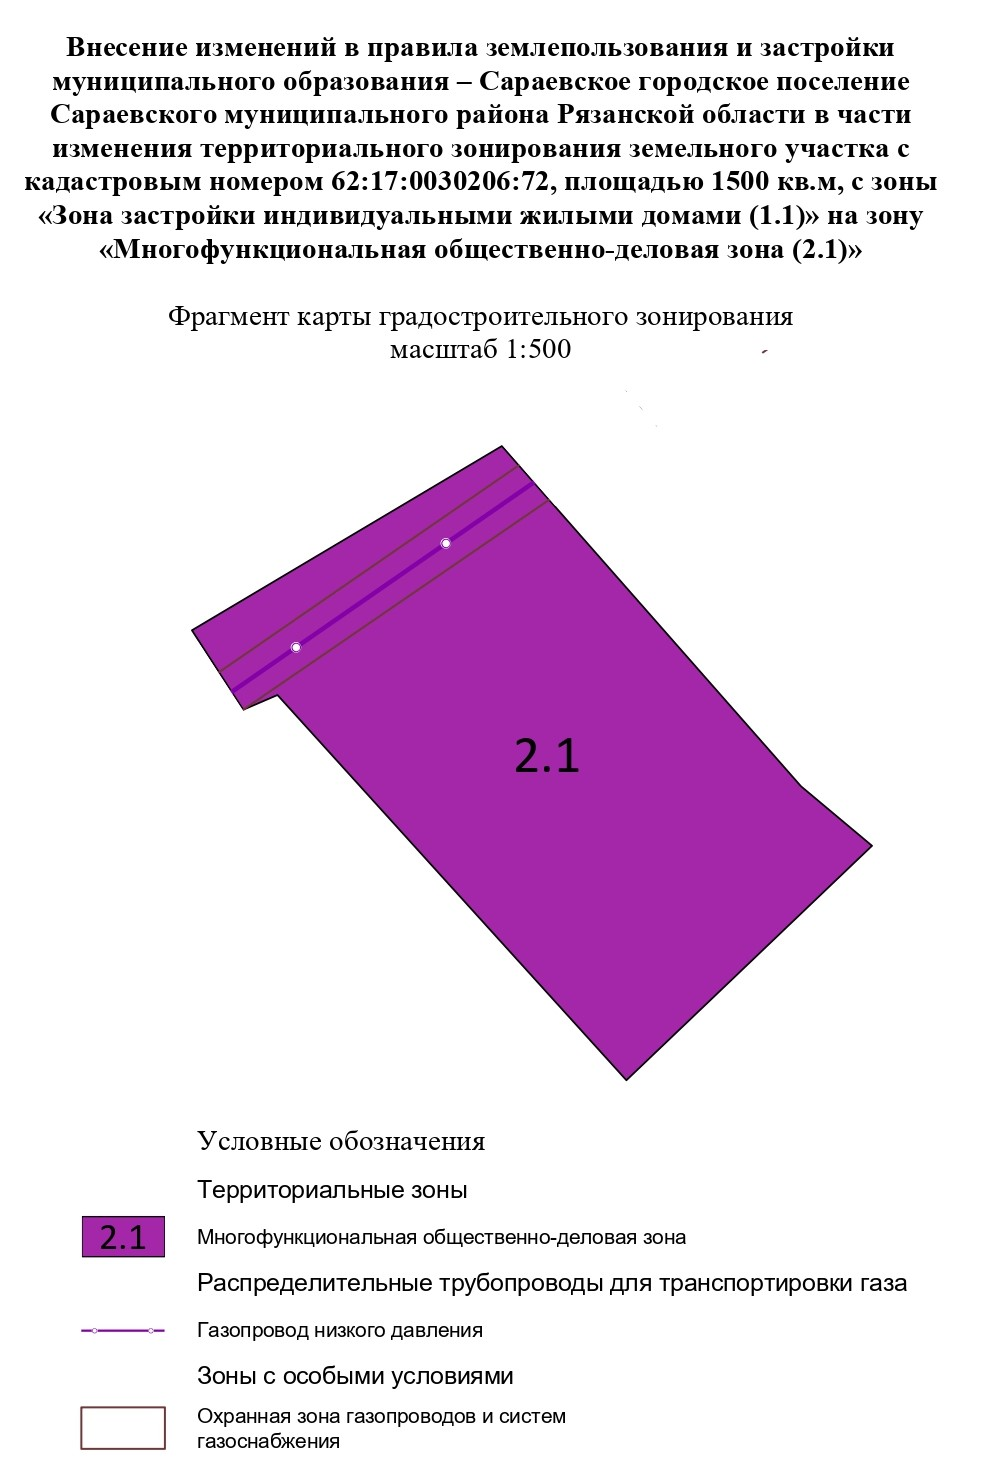 Внесение изменений в правила землепользования и застройки
муниципального образования – Сараевское городское поселение
Сараевского муниципального района Рязанской области в части
изменения территориального зонирования земельного участка с
кадастровым номером 62:17:0030206:72, площадью 1500 кв.м, с зоны
«Зона застройки индивидуальными жилыми домами (1.1)» на зону
«Многофункциональная общественно-деловая зона (2.1)»
Фрагмент карты градостроительного зонирования
масштаб 1:500
2.1
Условные обозначения
Территориальные зоны
2.1 Многофункциональная общественно-деловая зона
Распределительные трубопроводы для транспортировки газа
Газопровод низкого давления
Зоны с особыми условиями
Охранная зона газопроводов и систем
газоснабжения